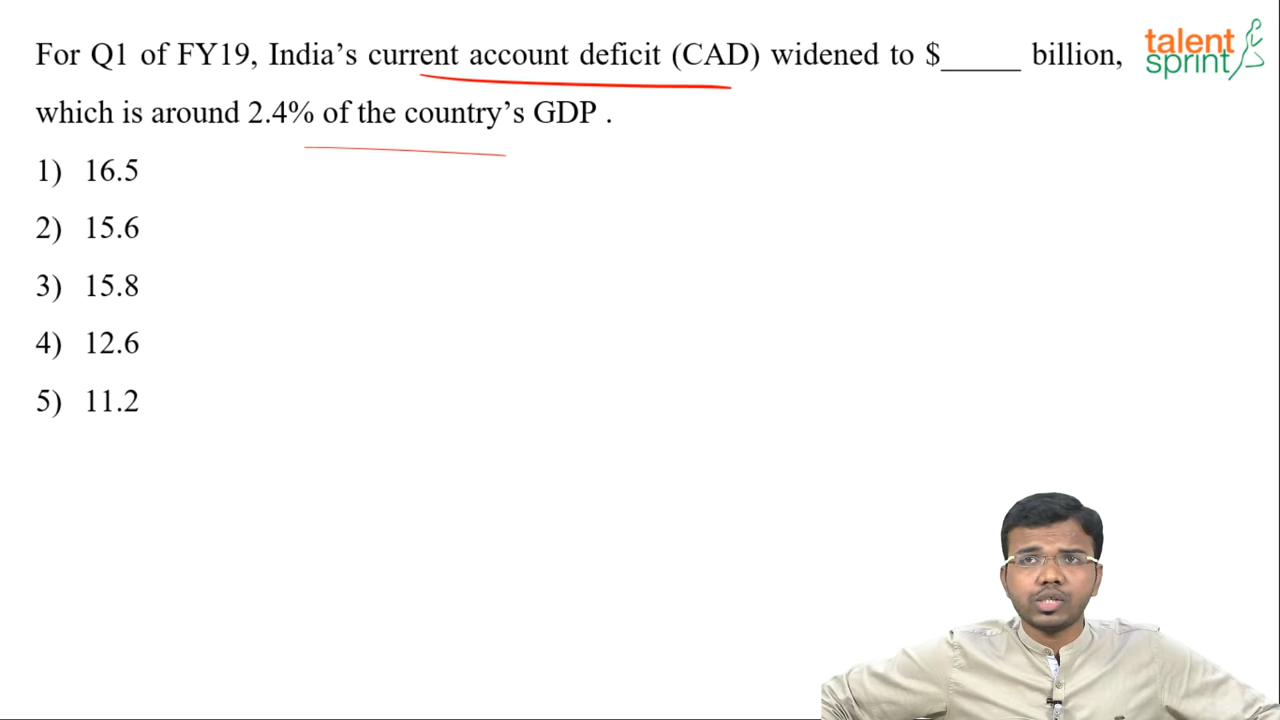 For Q1 of FY19, India’s current account deficit (CAD) widened to $_____ billion,
which is around 2.4% of the country’s GDP .
1) 16.5
2) 15.6
3) 15.8
4) 12.6
5) 11.2
talent
sprint